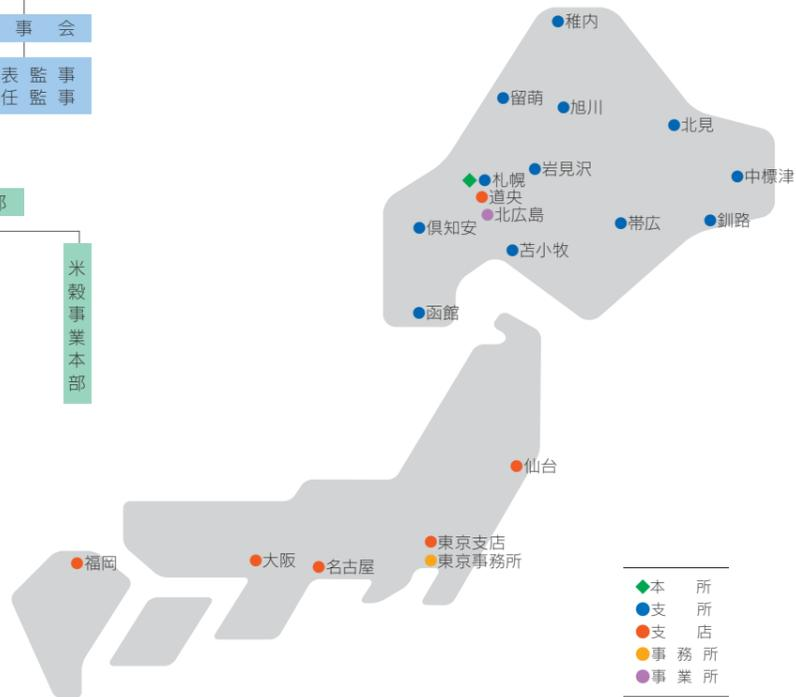 事 会
表 監 事
任 監 事
部
米穀事業本部
稚内
留萌
旭川
北見
岩見沢
札幌
中標津
道央
北広島
釧路
帯広
倶知安
苫小牧
函館
仙台
東京支店
東京事務所
大阪
名古屋
福岡
本 所
支 所
支 店
事 務 所
事 業 所